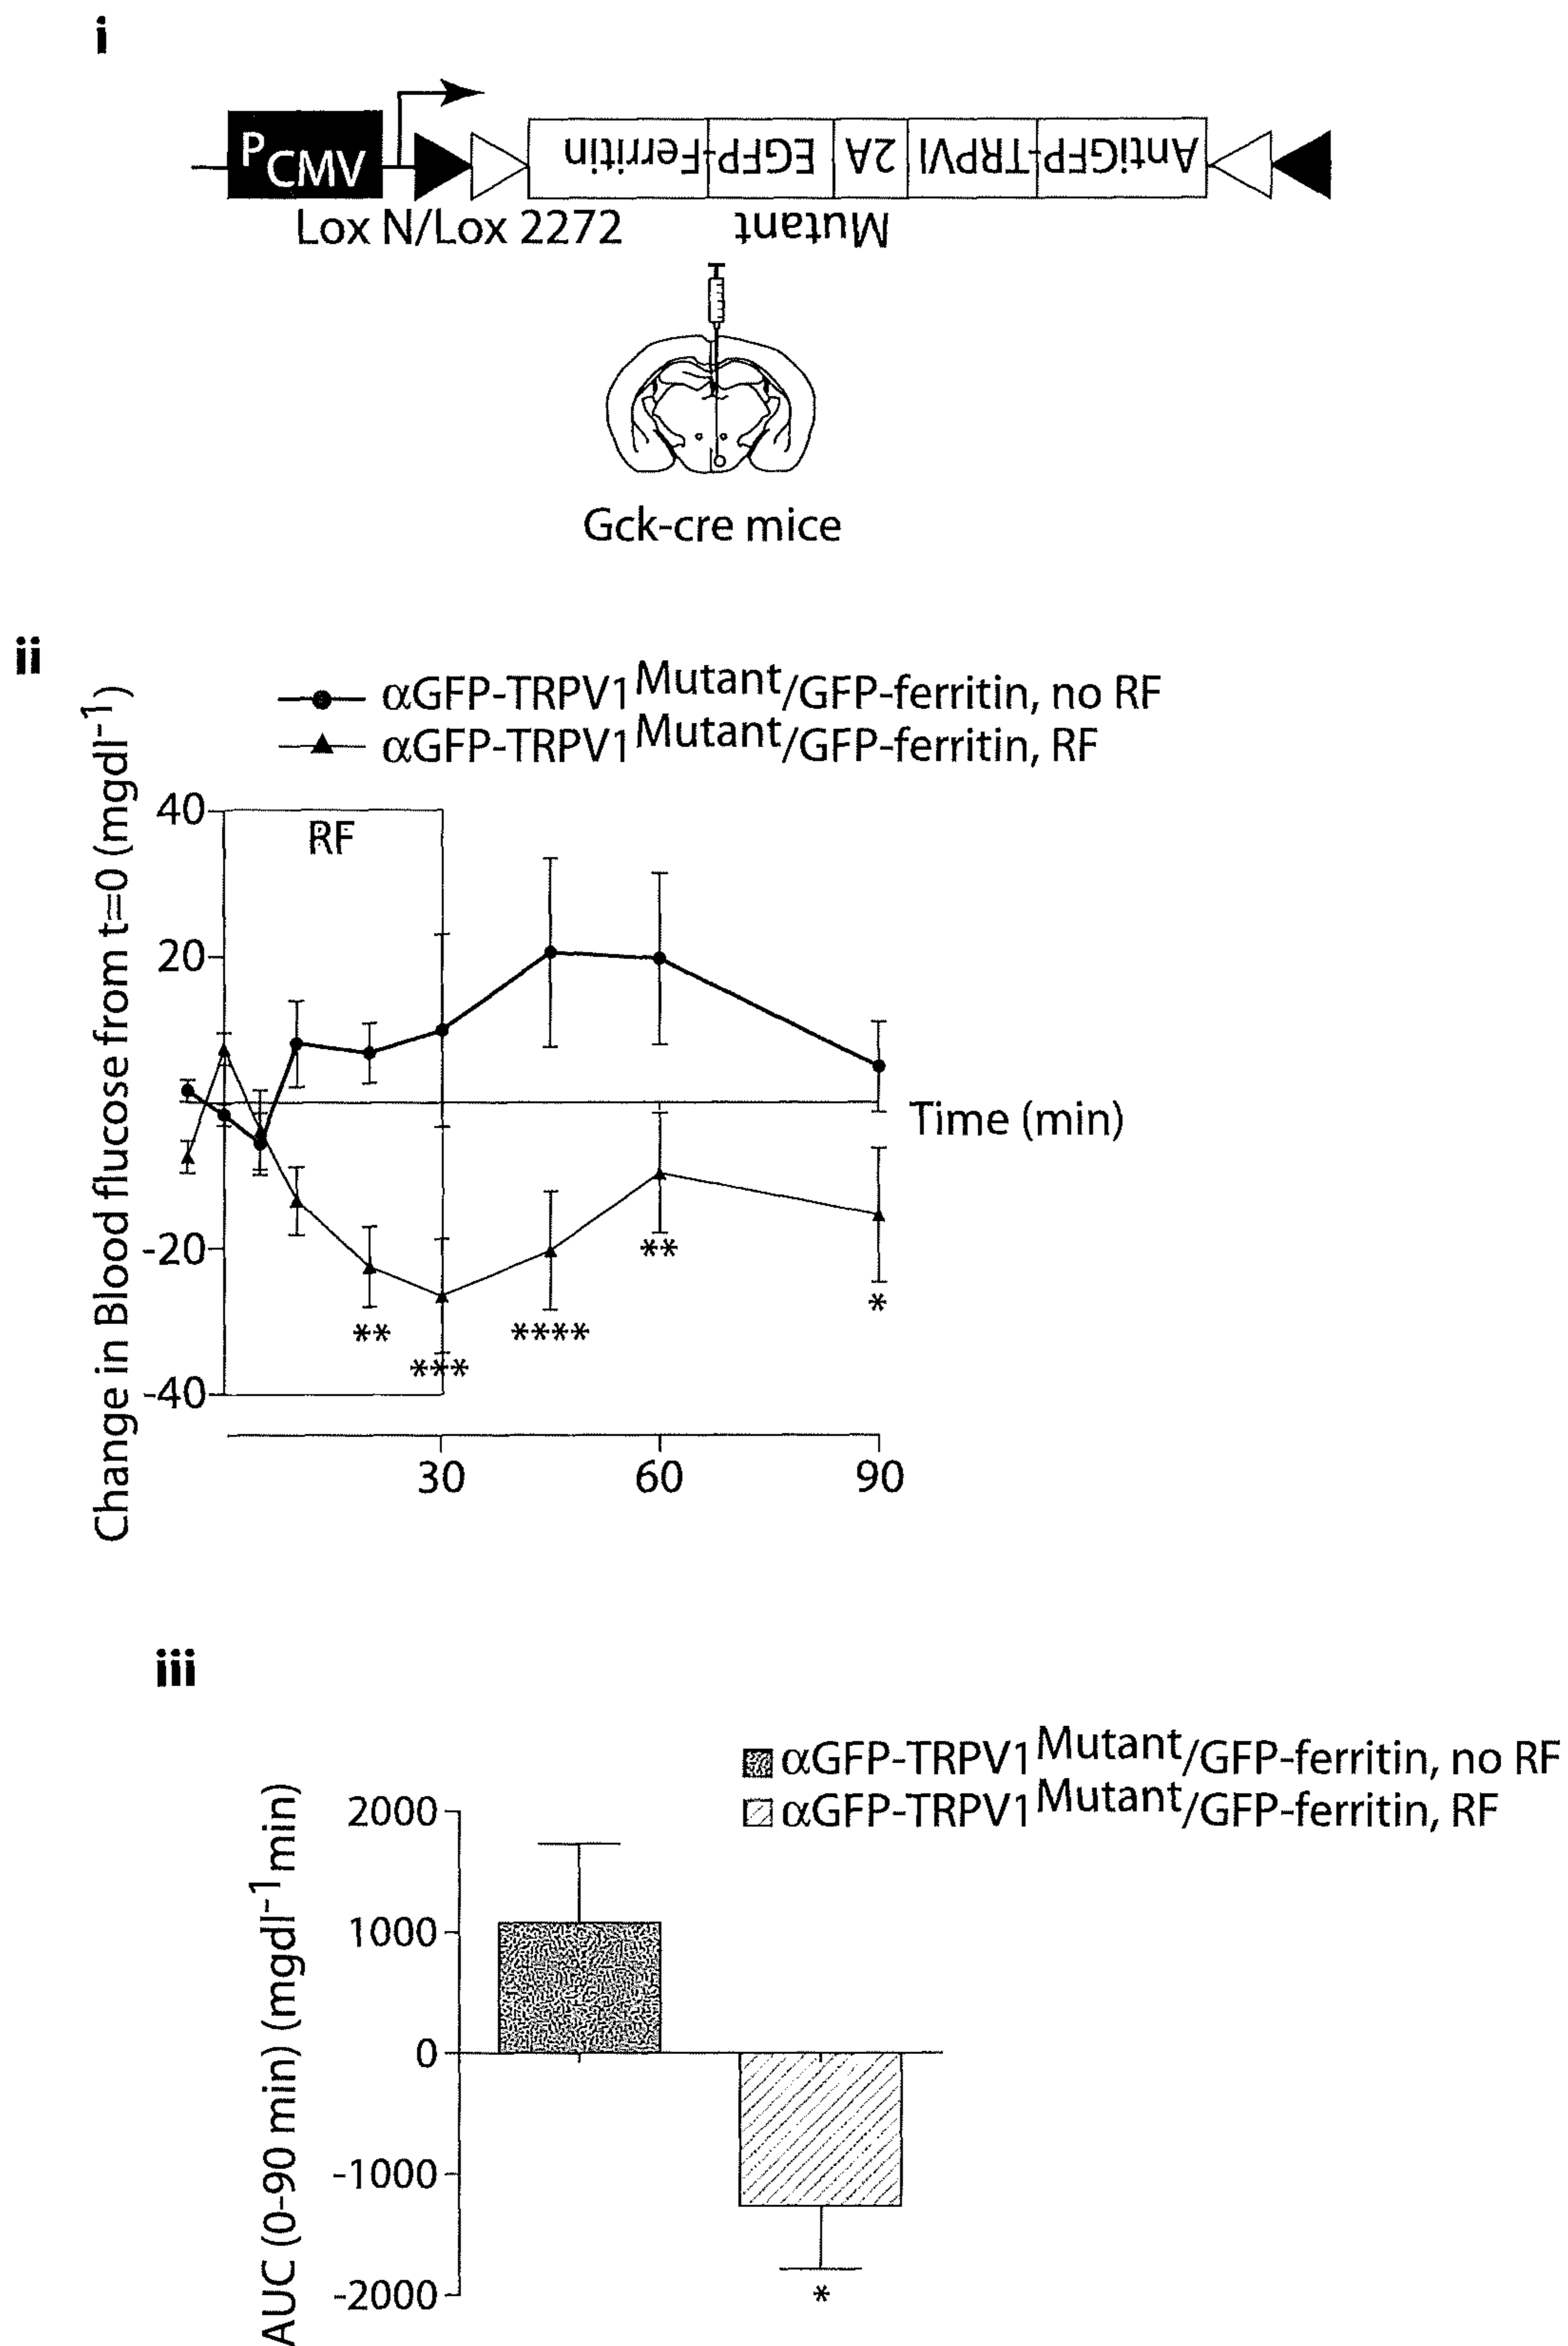 i
PCMV
AntiGFP-TRPVI 2A EGFP-Ferritin
Lox N/Lox 2272
Mutant
Gck-cre mice
ii
αGFP-TRPV1Mutant/GFP-ferritin, no RF
αGFP-TRPV1Mutant/GFP-ferritin, RF
Change in Blood flucose from t=0 (mgdl-1)
40
RF
20
Time (min)
-20
**
**
*
****
***
-40
30 60 90
iii
αGFP-TRPV1Mutant/GFP-ferritin, no RF
αGFP-TRPV1Mutant/GFP-ferritin, RF
AUC (0-90 min) (mgdl-1min)
2000
1000
0
-1000
-2000
*